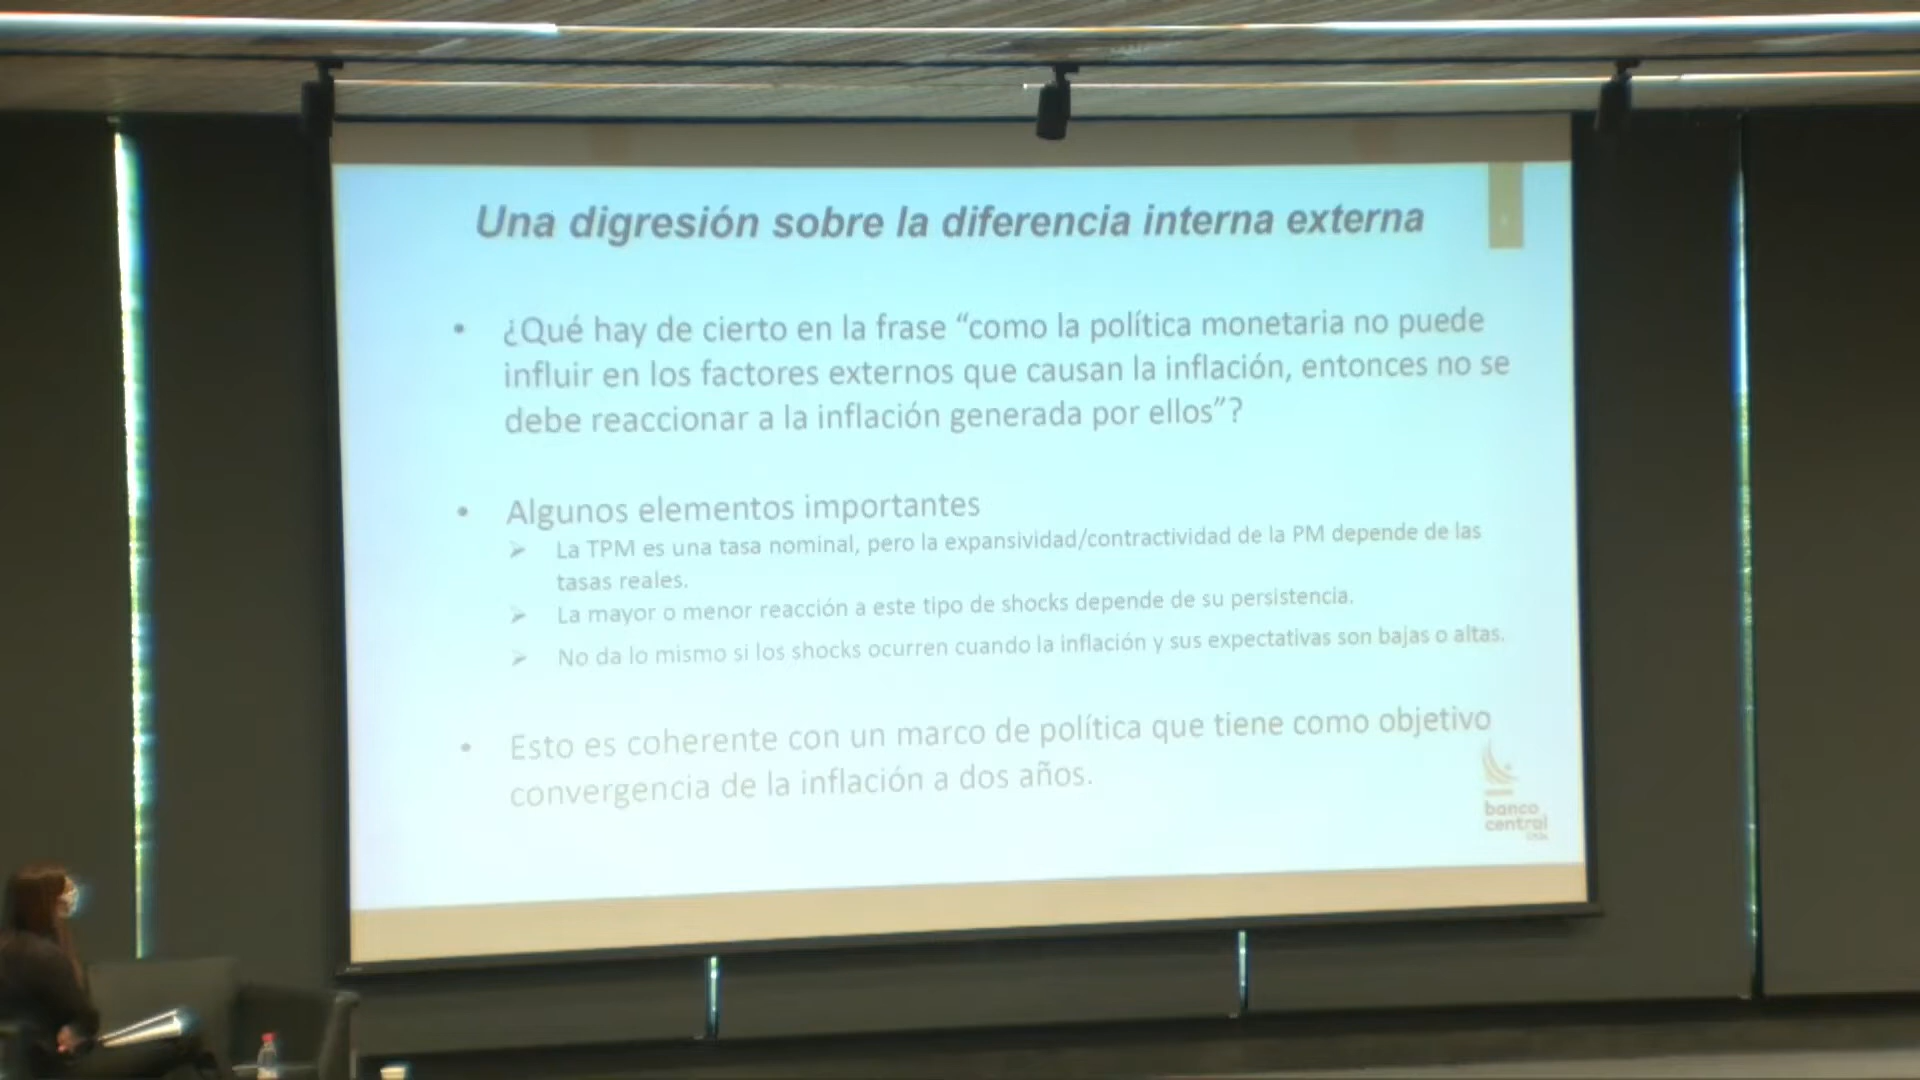 Una digresión sobre la diferencia interna externa
• ¿Qué hay de cierto en la frase “como la política monetaria no puede
influir en los factores externos que causan la inflación, entonces no se
debe reaccionar a la inflación generada por ellos”?
• Algunos elementos importantes
➢ La TPM es una tasa nominal, pero la expansividad/contractividad de la PM depende de las
tasas reales.
➢ La mayor o menor reacción a este tipo de shocks depende de su persistencia.
➢ No da lo mismo si los shocks ocurren cuando la inflación y sus expectativas son bajas o altas.
• Esto es coherente con un marco de política que tiene como objetivo
convergencia de la inflación a dos años.
banco
central